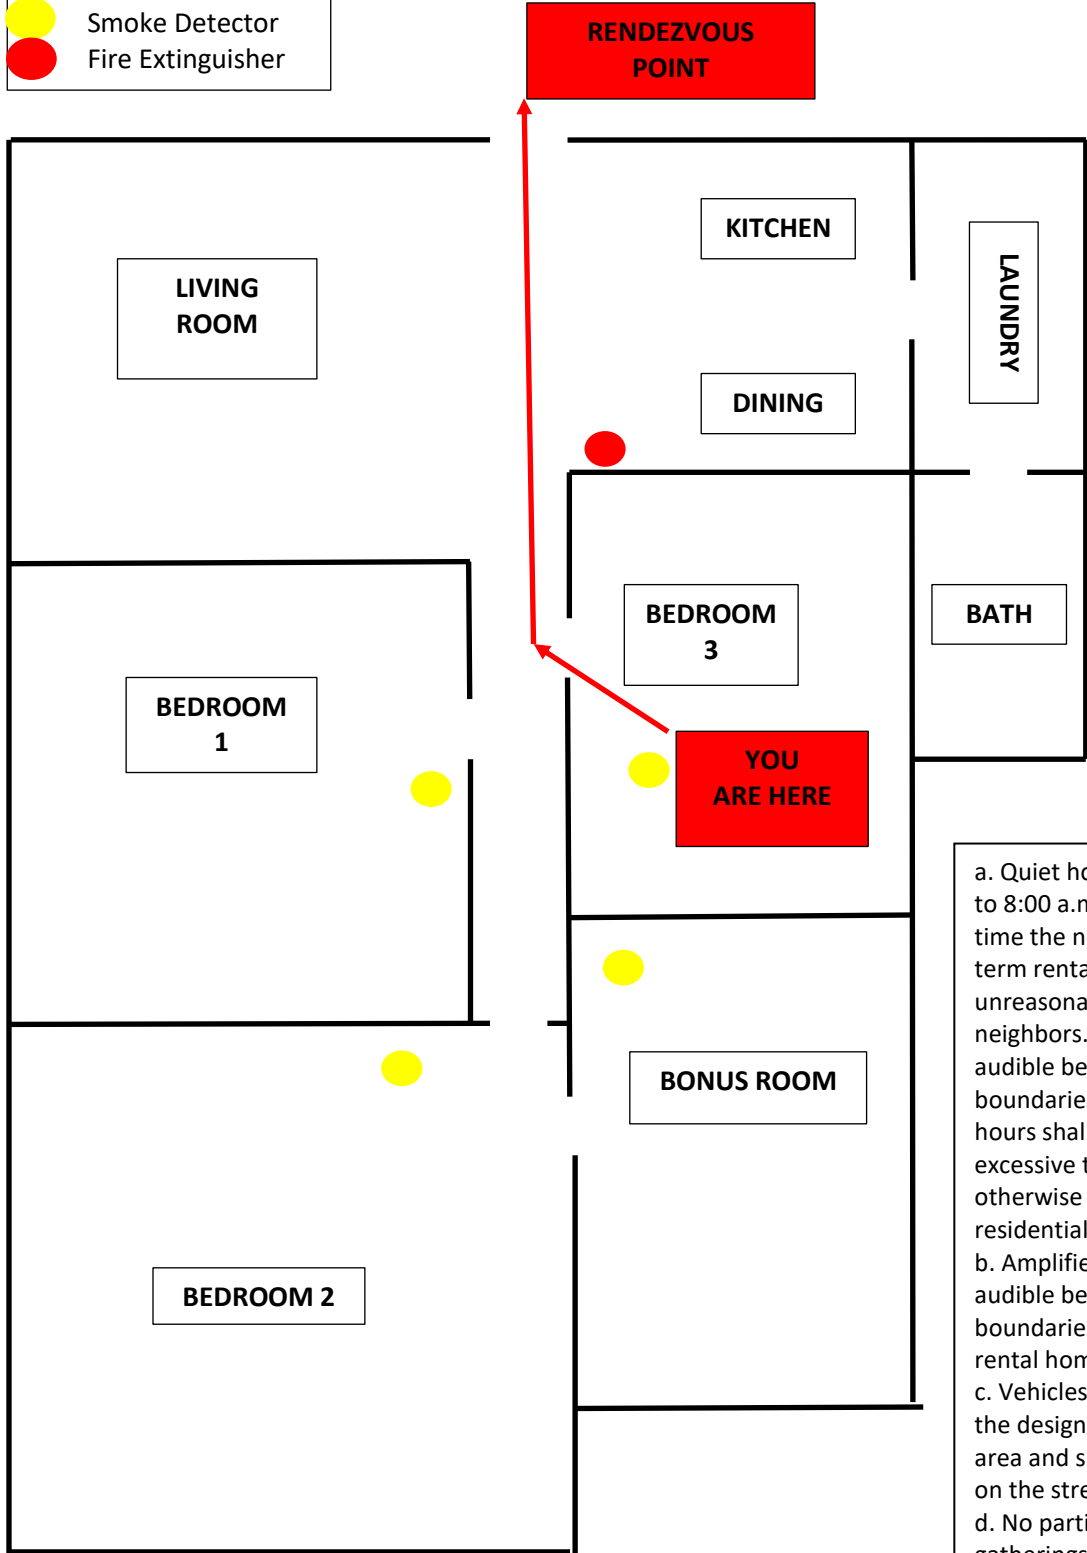 Smoke Detector
Fire Extinguisher
RENDEZVOUS
POINT
KITCHEN
LIVING
ROOM
LAUNDRY
DINING
BEDROOM
3
BATH
BEDROOM
1
YOU
ARE HERE
BONUS ROOM
BEDROOM 2
a. Quiet ho
to 8:00 a.m
time the n
term renta
unreasona
neighbors.
audible be
boundarie
hours shal
excessive t
otherwise
residential
b. Amplifie
audible be
boundarie
rental hom
c. Vehicles
the design
area and s
on the stre
d. No parti
gatherings